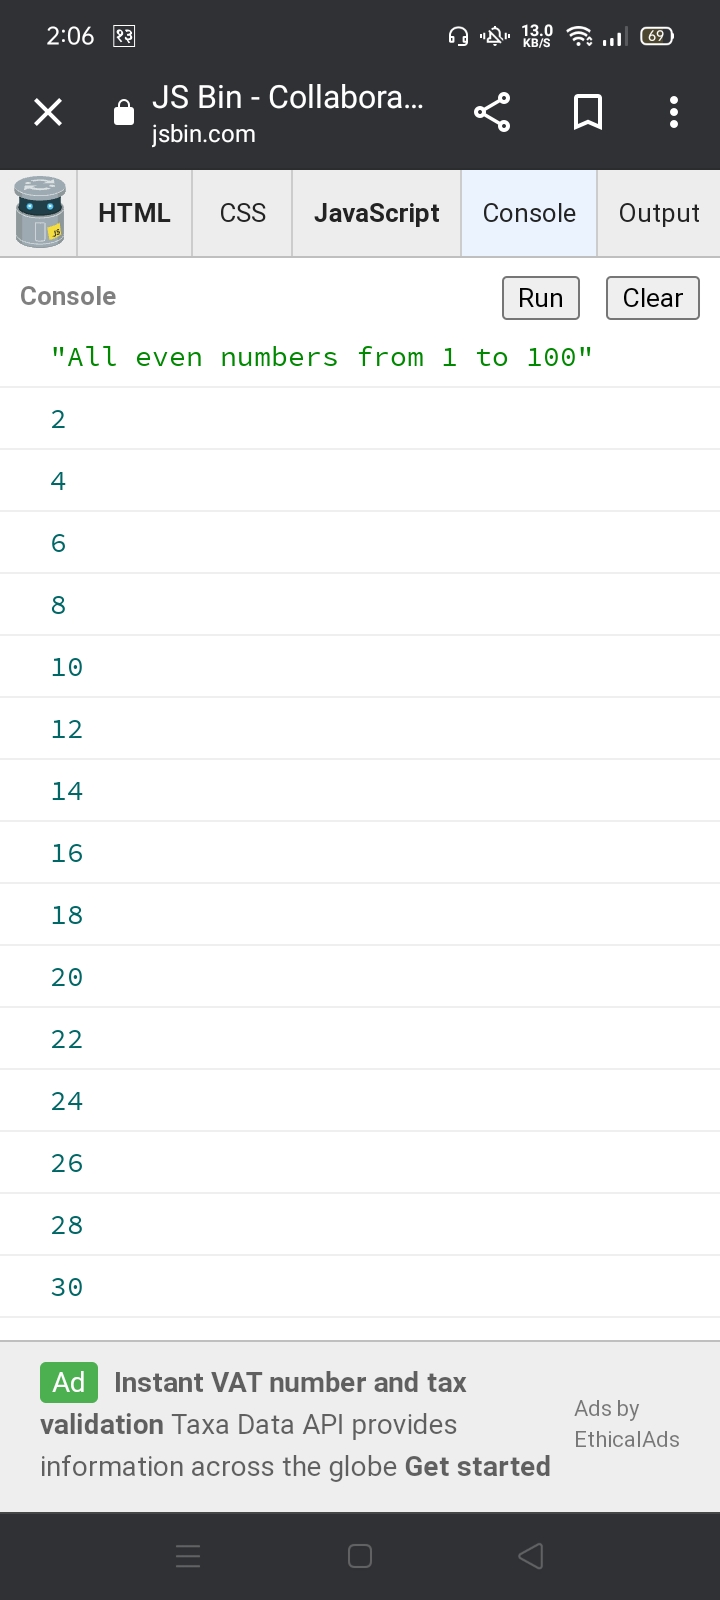 2:06 १३ 13.0 KB/S 69
JS Bin - Collabora...
jsbin.com
HTML CSS JavaScript Console Output
Console Run Clear
"All even numbers from 1 to 100"
2
4
6
8
10
12
14
16
18
20
22
24
26
28
30
Ad Instant VAT number and tax
validation Taxa Data API provides
information across the globe Get started
Ads by
EthicalAds